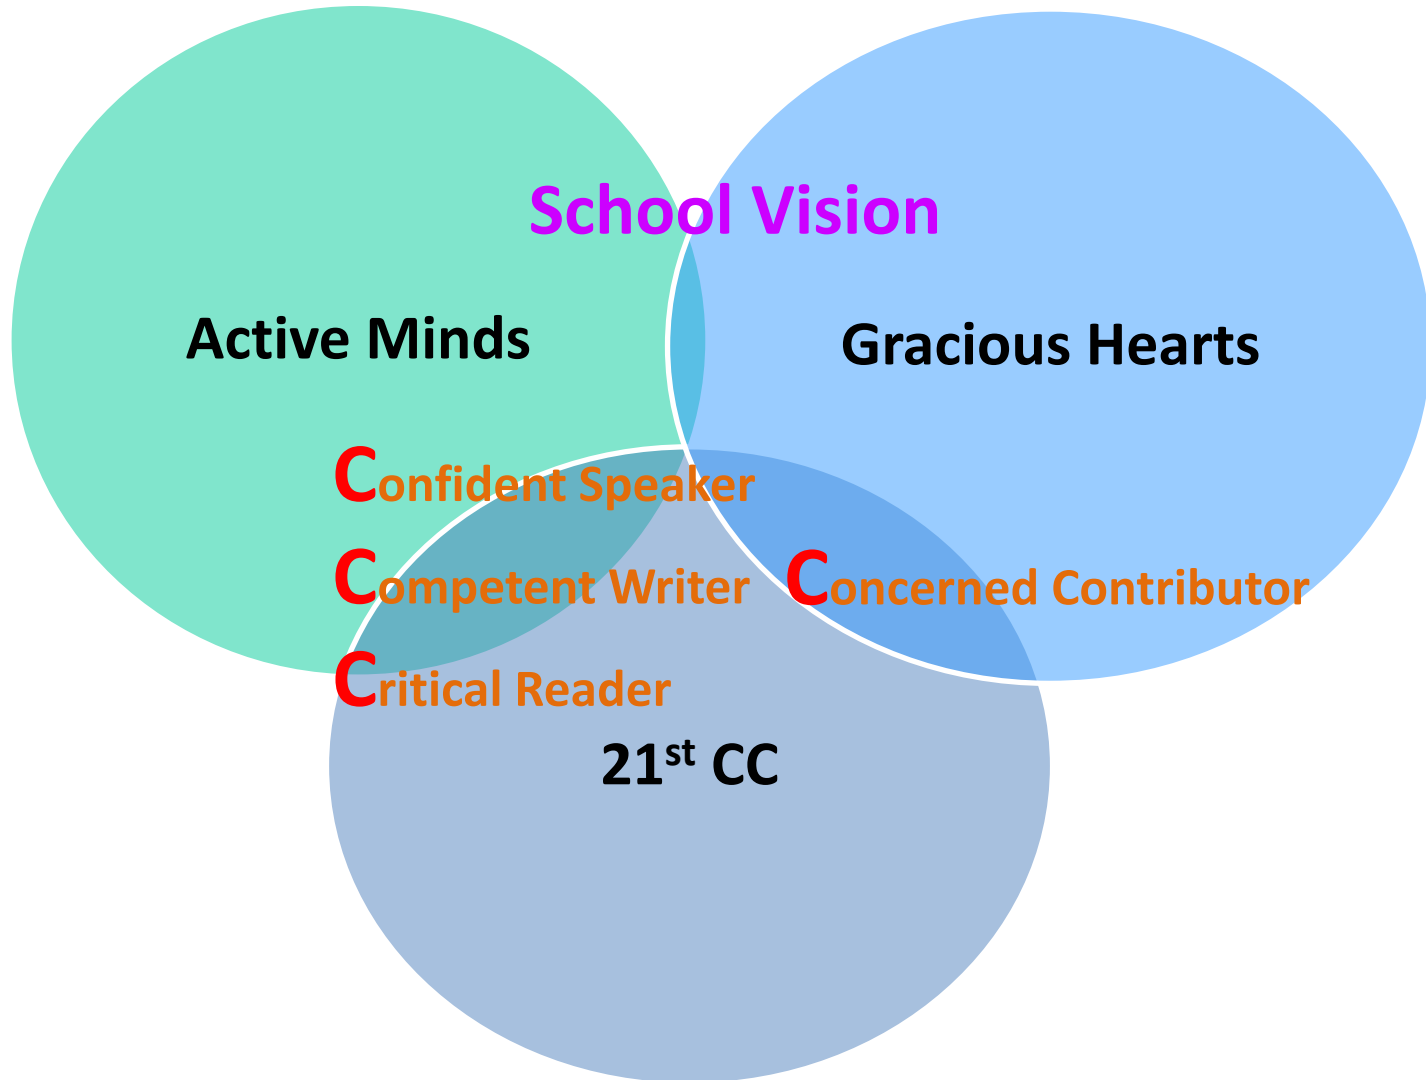 School Vision
Active Minds
Gracious Hearts
Confident Speaker
Competent Writer
Concerned Contributor
Critical Reader
21st CC